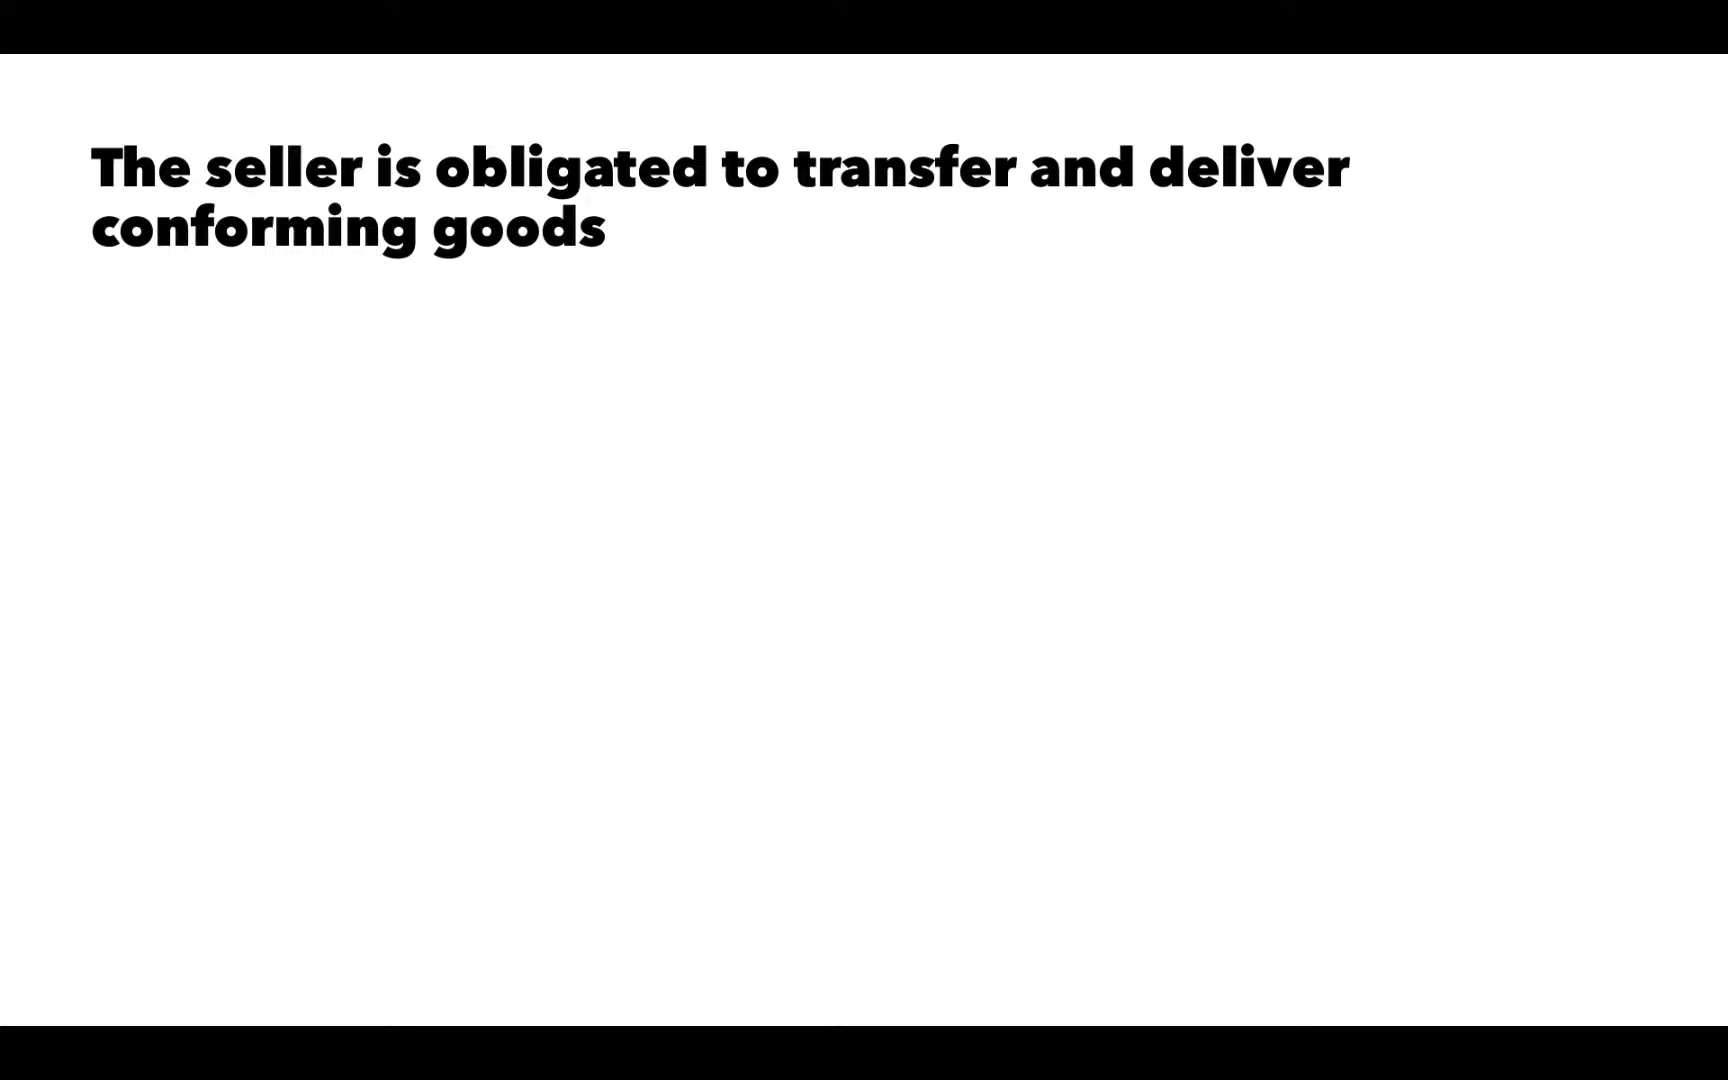 The seller is obligated to transfer and deliver
conforming goods